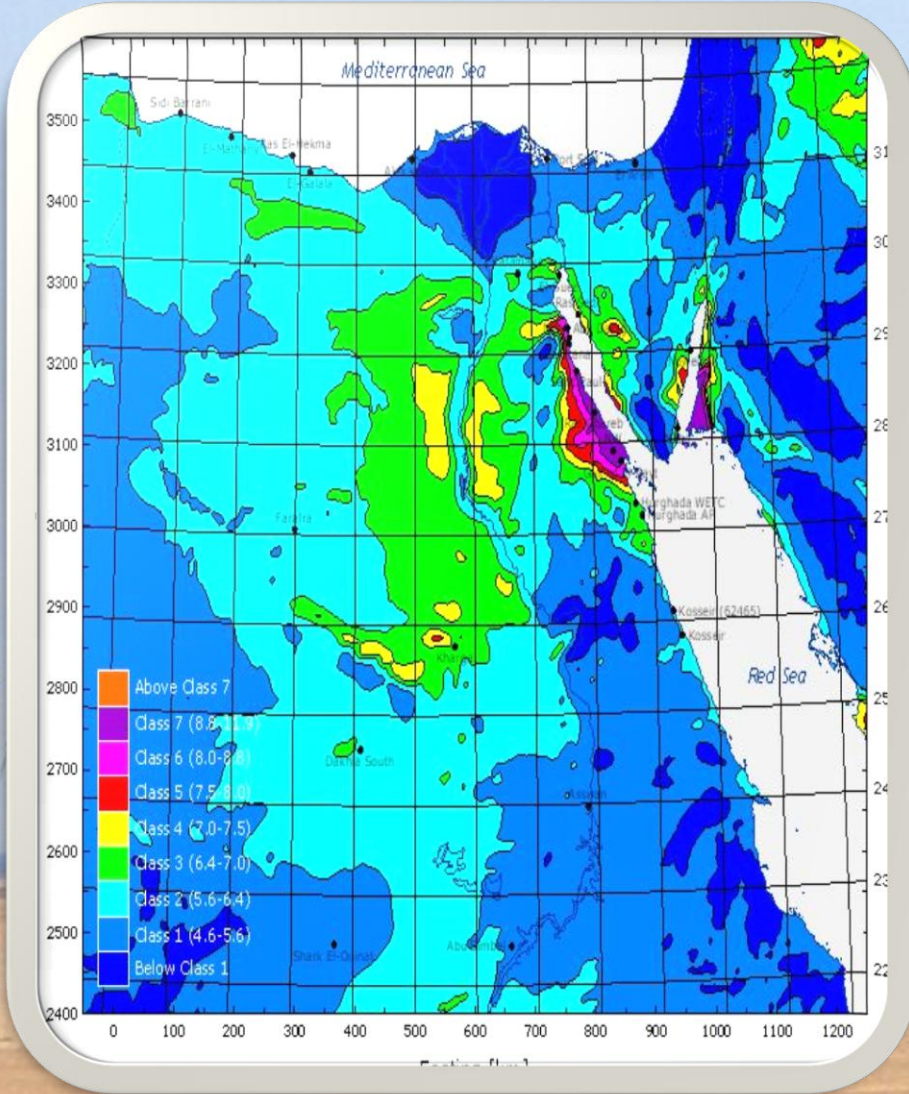 Mediterranean Sea
Sidi Barrani
3500
31
El-Galala
3400
30
3300
29
3200
28
3100
Hurghada WETC
Hurghada AP
27
3000
Farafra
2900
26
Kosseir (62465)
Kosseir
Kharga
Red Sea
2800
25
Above Class 7
Class 7 (8.8-11.9)
2700
Dakhla South
24
Class 6 (8.0-8.8)
Class 5 (7.5-8.0)
Class 4 (7.0-7.5)
2600
Class 3 (6.4-7.0)
23
Class 2 (5.6-6.4)
2500
Class 1 (4.6-5.6)
Shark El-Ouinat
Below Class 1
22
2400
0 100 200 300 400 500 600 700 800 900 1000 1100 1200